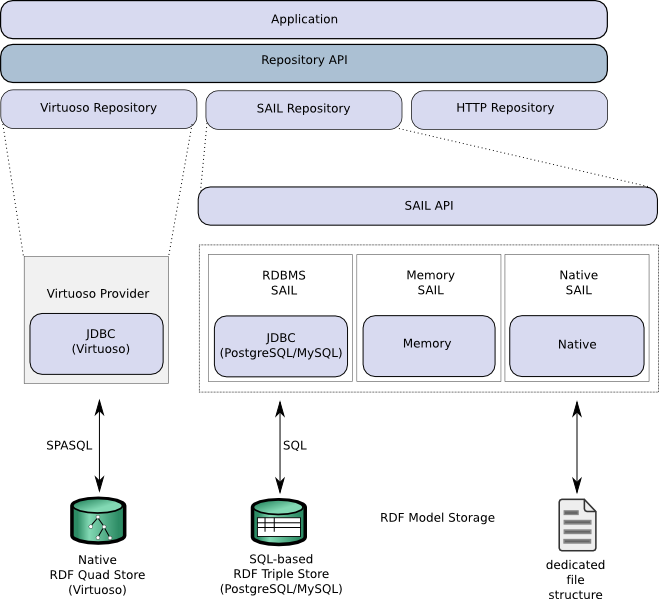 Application
Repository API
Virtuoso Repository
SAIL Repository
HTTP Repository
SAIL API
Virtuoso Provider
JDBC
(Virtuoso)
RDBMS
SAIL
JDBC
(PostgreSQL/MySQL)
Memory
SAIL
Memory
Native
SAIL
Native
SPASQL
SQL
RDF Model Storage
Native
RDF Quad Store
(Virtuoso)
SQL-based
RDF Triple Store
(PostgreSQL/MySQL)
dedicated
file
structure